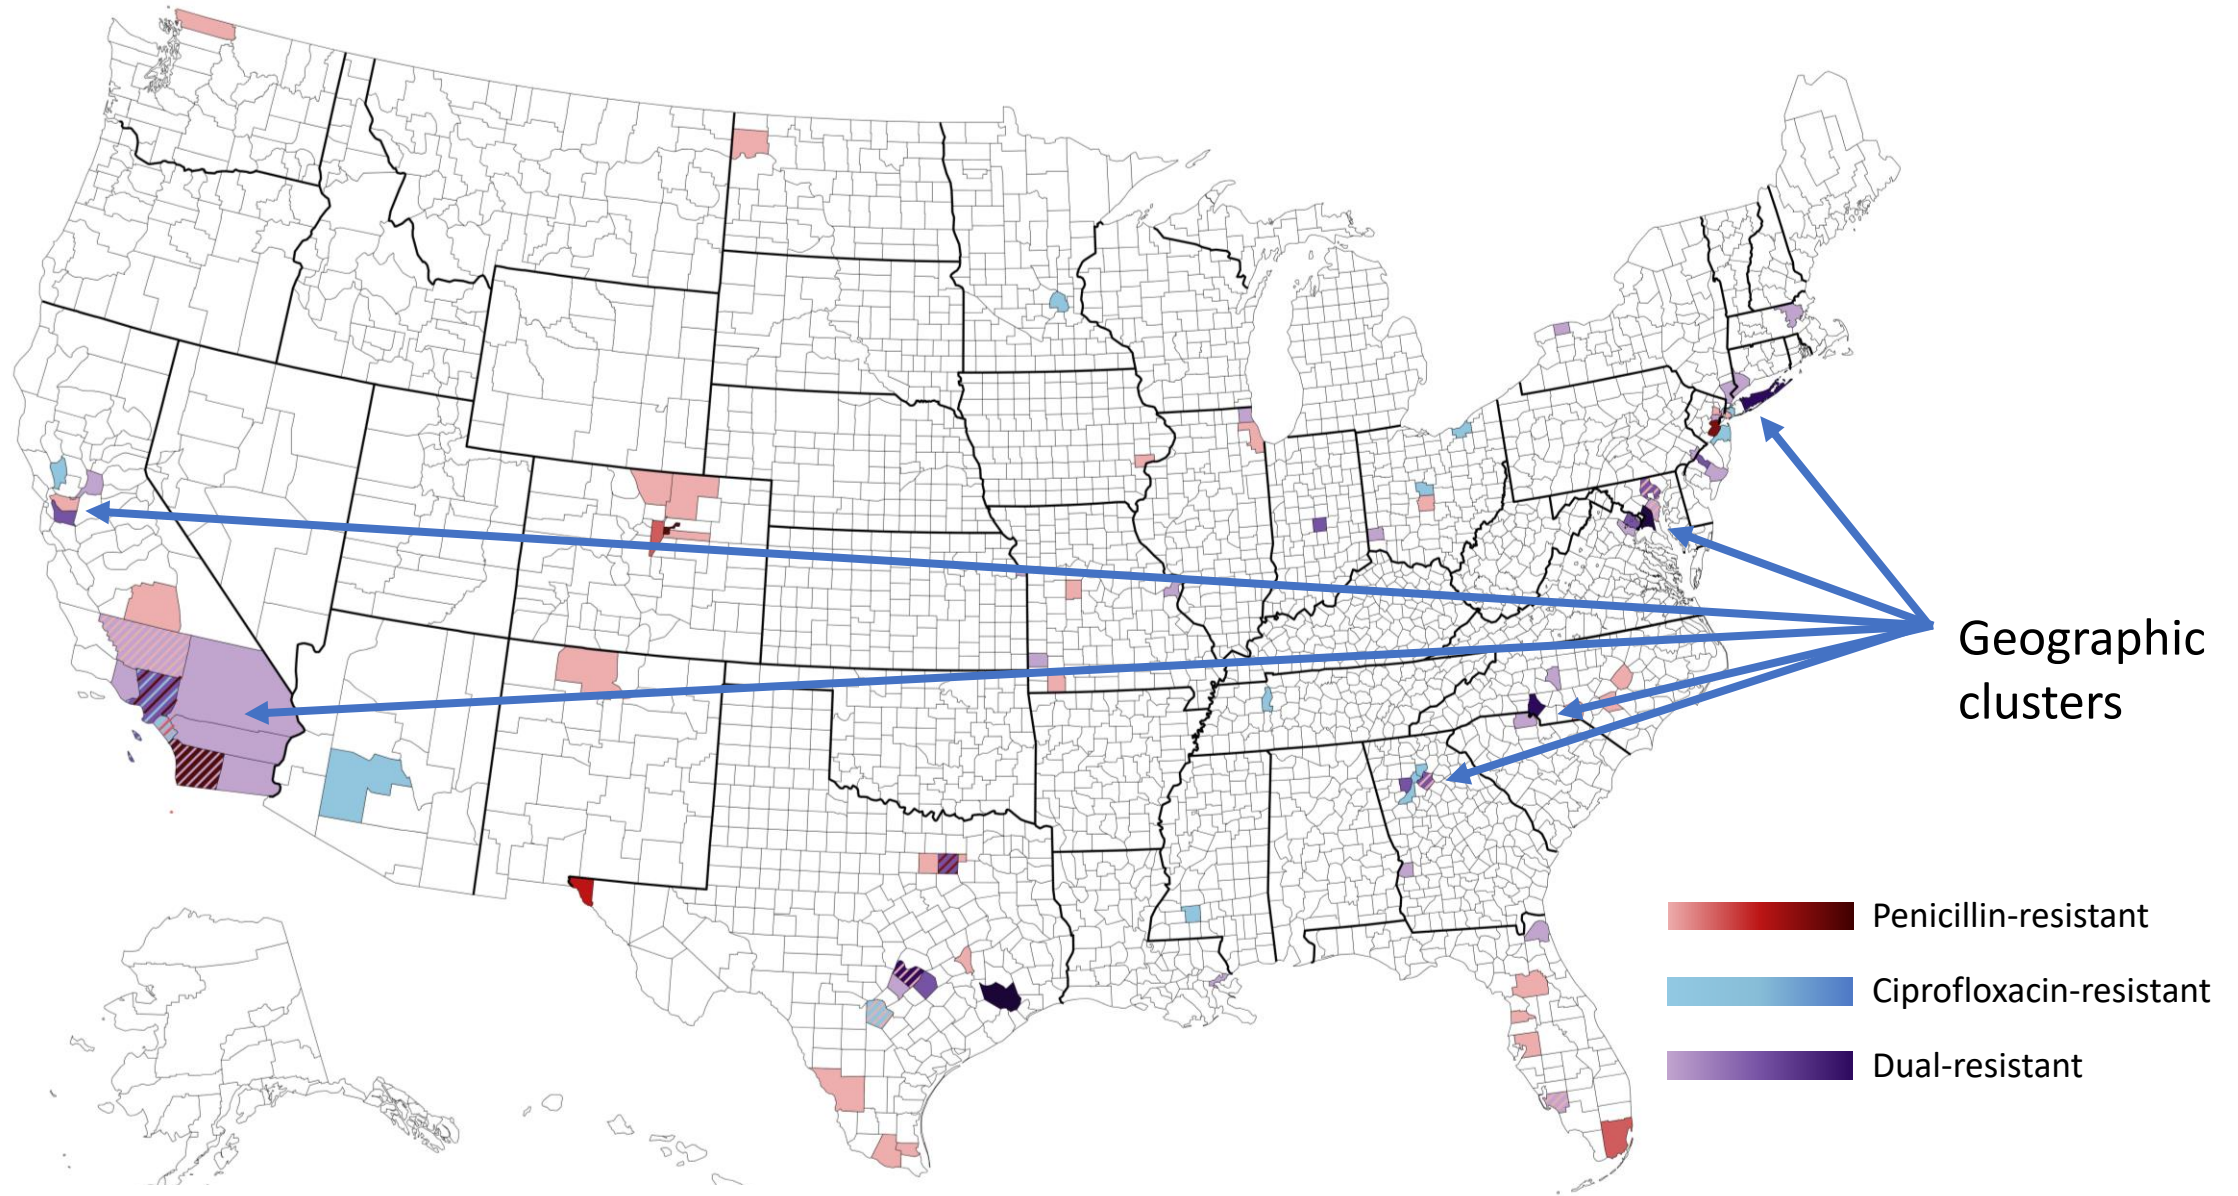 Geographic
clusters
Penicillin-resistant
Ciprofloxacin-resistant
Dual-resistant